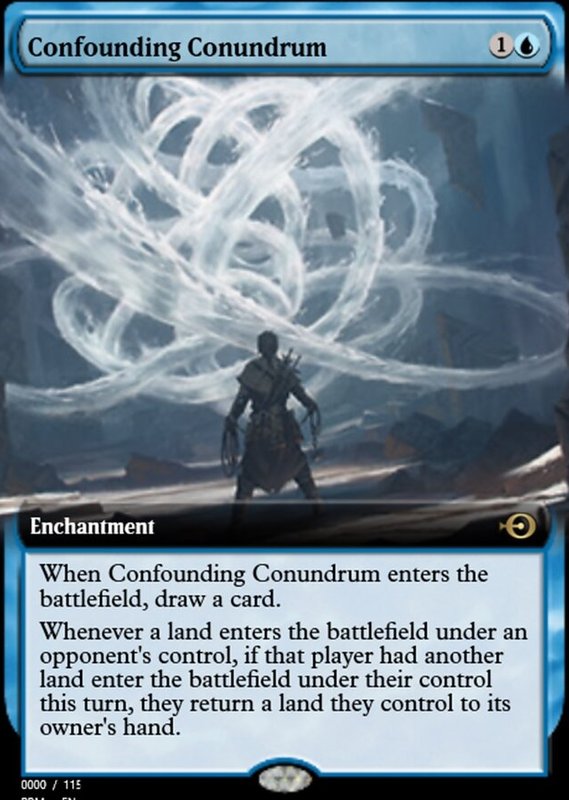 Confounding Conundrum
1
Enchantment
When Confounding Conundrum enters the
battlefield, draw a card.
Whenever a land enters the battlefield under an
opponent's control, if that player had another
land enter the battlefield under their control
this turn, they return a land they control to its
owner's hand.
0000 / 115